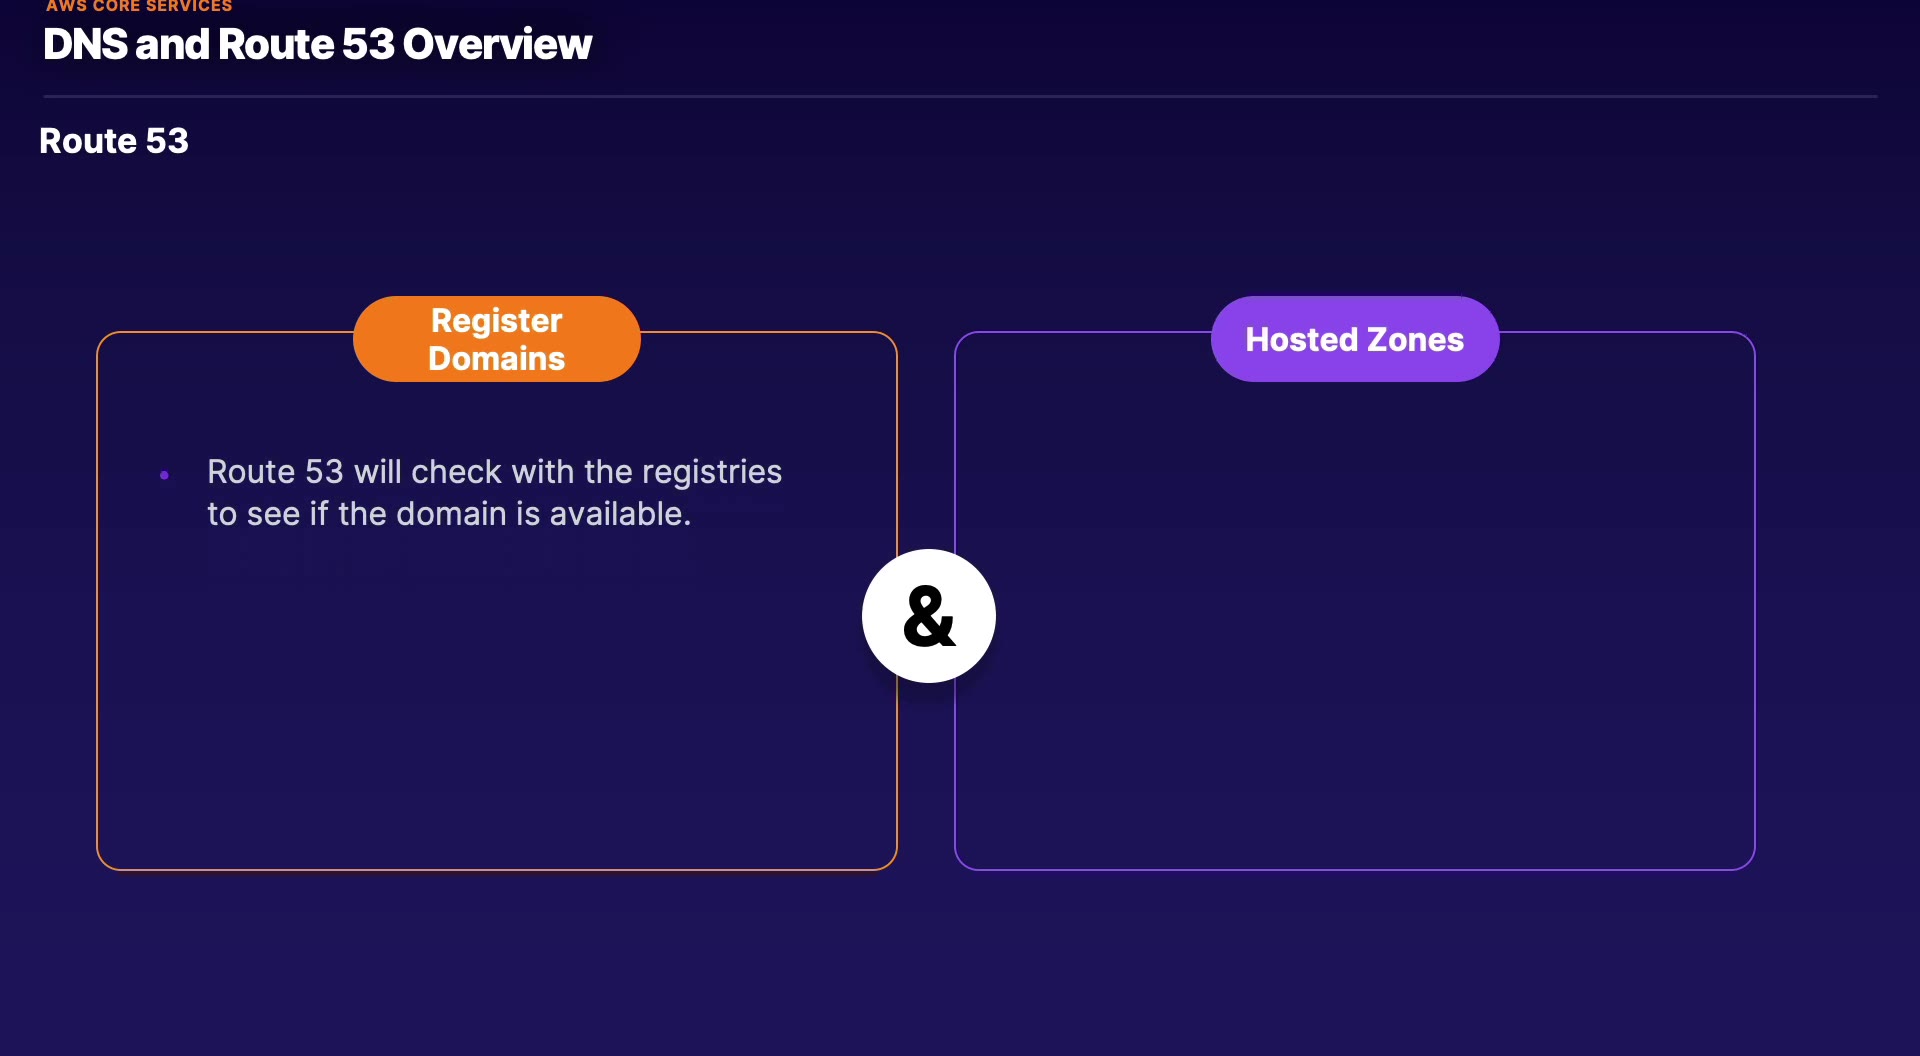 AWS CORE SERVICES
DNS and Route 53 Overview
Route 53
Register
Domains
Route 53 will check with the registries
to see if the domain is available.
&
Hosted Zones